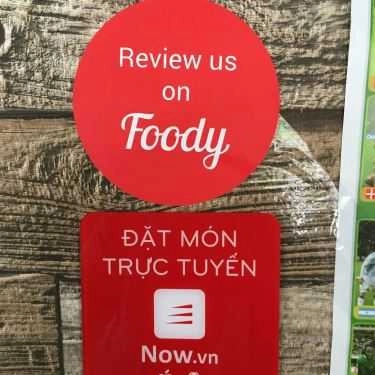 Review us
on
Foody
ĐẶT MÓN
TRỰC TUYẾN
Now.vn